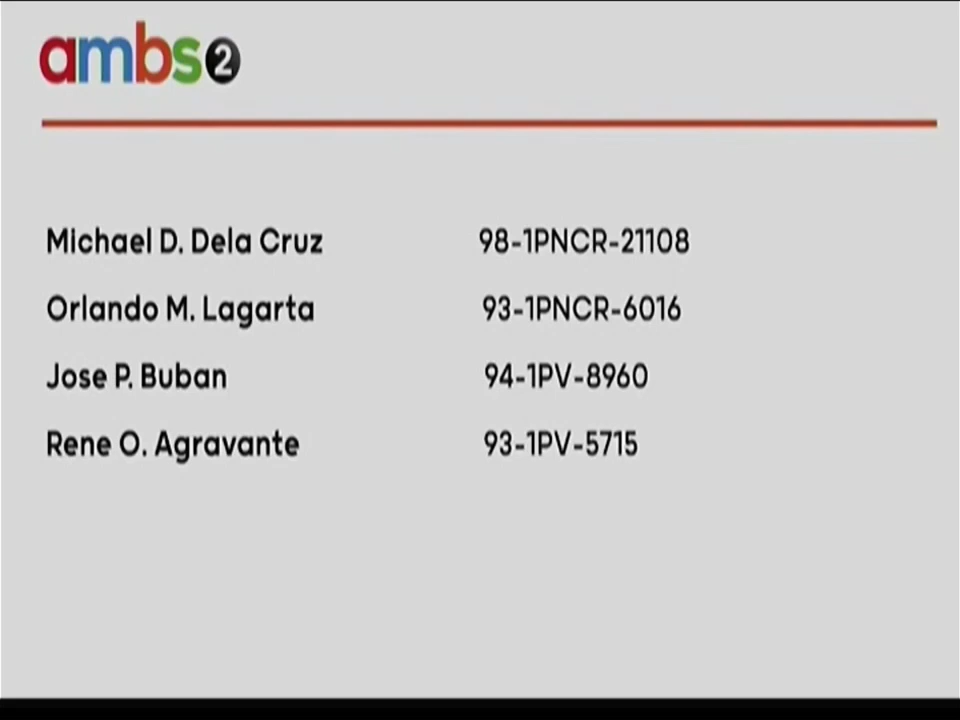 ambs2
Michael D. Dela Cruz 98-1PNCR-21108
Orlando M. Lagarta 93-1PNCR-6016
Jose P. Buban 94-1PV-8960
Rene O. Agravante 93-1PV-5715